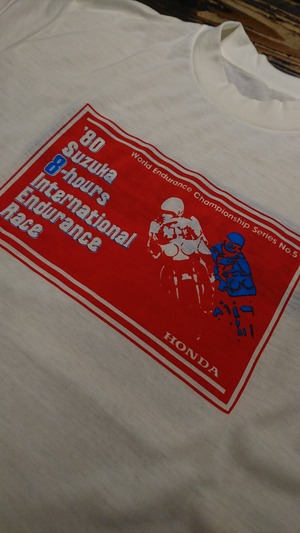 World Endurance Championship Series No.5
'80
Suzuka
8-hours
International
Endurance
Race
HONDA